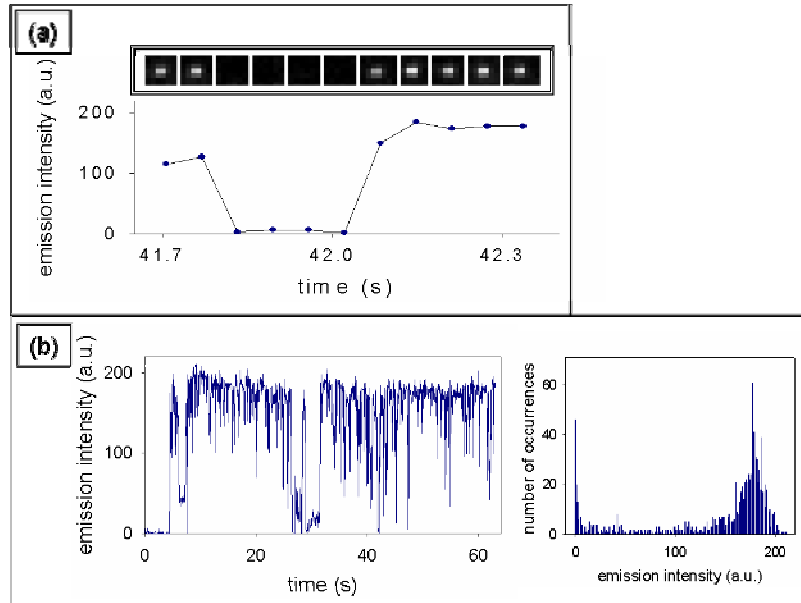 (a)
emission intensity (a.u.)
200
100
0
41.7 42.0 42.3
time (s)
(b)
emission intensity (a.u.)
200
100
0
0 20 40 60
time (s)
number of occurrences
60
40
20
0
0 100 200
emission intensity (a.u.)